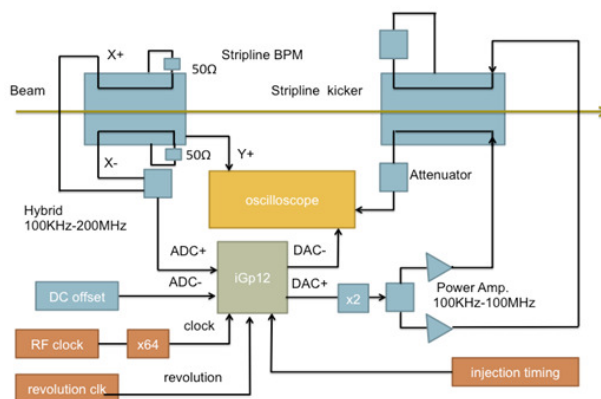 X+
Stripline BPM
50Ω
Beam
Stripline kicker
X-
50Ω
Y+
Attenuator
Hybrid
100KHz-200MHz
oscilloscope
ADC+
DAC-
iGp12
ADC-
DAC+
DC offset
x2
Power Amp.
100KHz-100MHz
clock
RF clock
x64
revolution
injection timing
revolution clk